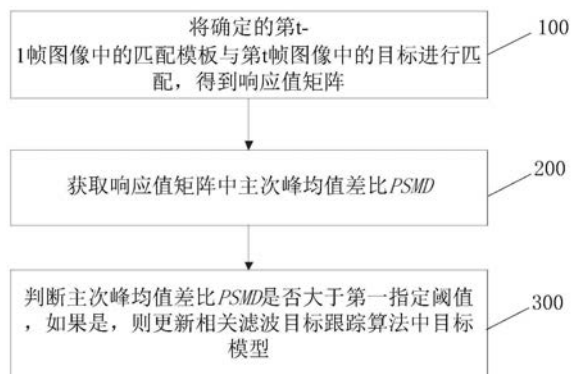 将确定的第t-
1帧图像中的匹配模板与第t帧图像中的目标进行匹
配，得到响应值矩阵
100
获取响应值矩阵中主次峰均值差比PSMD
200
判断主次峰均值差比PSMD是否大于第一指定阈值
，如果是，则更新相关滤波目标跟踪算法中目标
模型
300